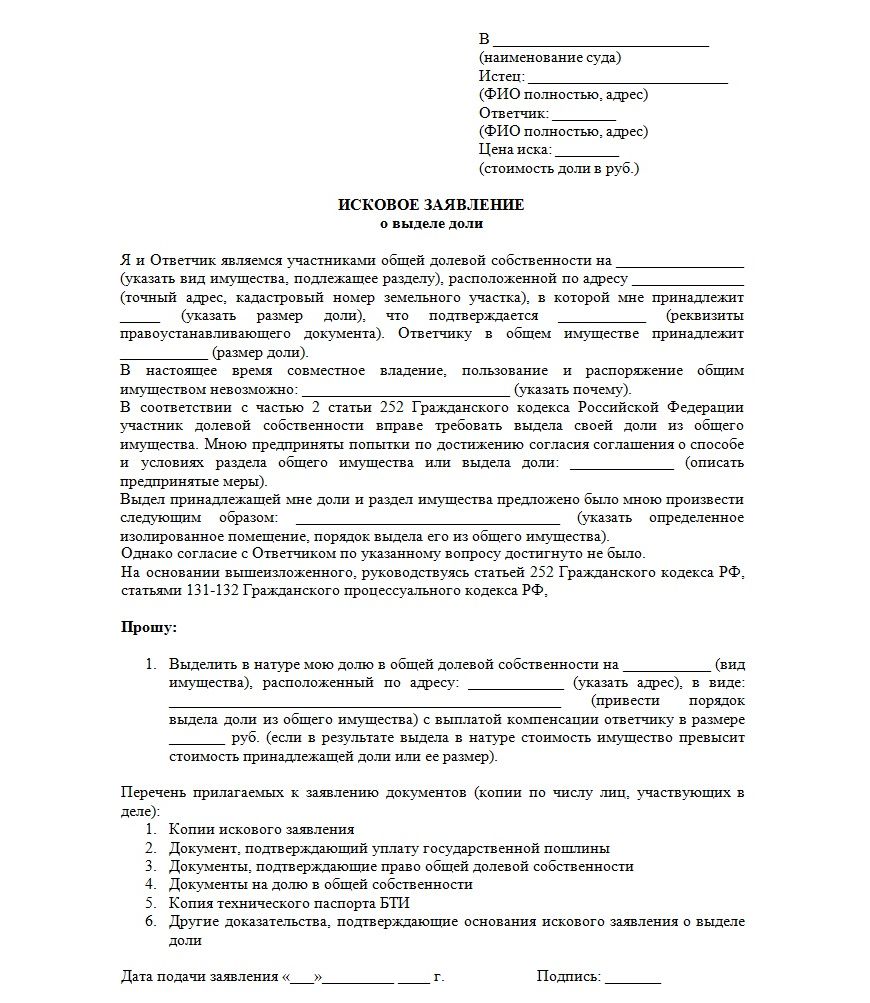 В ____________________________
(наименование суда)
Истец: __________________________
(ФИО полностью, адрес)
Ответчик: ________
(ФИО полностью, адрес)
Цена иска: ________
(стоимость доли в руб.)
ИСКОВОЕ ЗАЯВЛЕНИЕ
о выделе доли
Я и Ответчик являемся участниками общей долевой собственности на ________________
(указать вид имущества, подлежащее разделу), расположенной по адресу ______________
(точный адрес, кадастровый номер земельного участка), в которой мне принадлежит
_____ (указать размер доли), что подтверждается ___________ (реквизиты
правоустанавливающего документа). Ответчику в общем имуществе принадлежит
___________ (размер доли).
В настоящее время совместное владение, пользование и распоряжение общим
имуществом невозможно: __________________________ (указать почему).
В соответствии с частью 2 статьи 252 Гражданского кодекса Российской Федерации
участник долевой собственности вправе требовать выдела своей доли из общего
имущества. Мною предприняты попытки по достижению согласия соглашения о способе
и условиях раздела общего имущества или выдела доли: _____________ (описать
предпринятые меры).
Выдел принадлежащей мне доли и раздел имущества предложено было мною произвести
следующим образом: _________________________________ (указать определенное
изолированное помещение, порядок выдела его из общего имущества).
Однако согласие с Ответчиком по указанному вопросу достигнуто не было.
На основании вышеизложенного, руководствуясь статьей 252 Гражданского кодекса РФ,
статьями 131-132 Гражданского процессуального кодекса РФ,
Прошу:
1. Выделить в натуре мою долю в общей долевой собственности на ___________ (вид
имущества), расположенный по адресу: ____________ (указать адрес), в виде:
_________________________________________________ (привести порядок
выдела доли из общего имущества) с выплатой компенсации ответчику в размере
_______ руб. (если в результате выдела в натуре стоимость имущество превысит
стоимость принадлежащей доли или ее размер).
Перечень прилагаемых к заявлению документов (копии по числу лиц, участвующих в
деле):
1. Копии искового заявления
2. Документ, подтверждающий уплату государственной пошлины
3. Документы, подтверждающие право общей долевой собственности
4. Документы на долю в общей собственности
5. Копия технического паспорта БТИ
6. Другие доказательства, подтверждающие основания искового заявления о выделе
доли
Дата подачи заявления «___»_________ ____ г. Подпись: _______